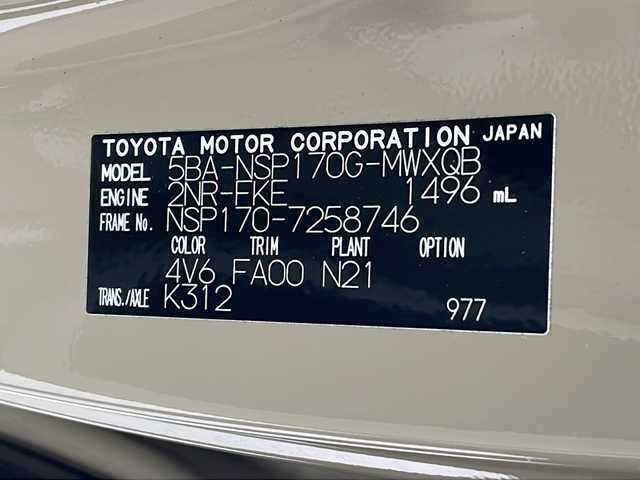 TOYOTA MOTOR CORPORATION JAPAN
MODEL 5BA-NSP170G-MWXQB
ENGINE 2NR-FKE 1496 mL
FRAME No. NSP170-7258746
COLOR TRIM PLANT OPTION
4V6 FA00 N21
TRANS./AXLE K312 977